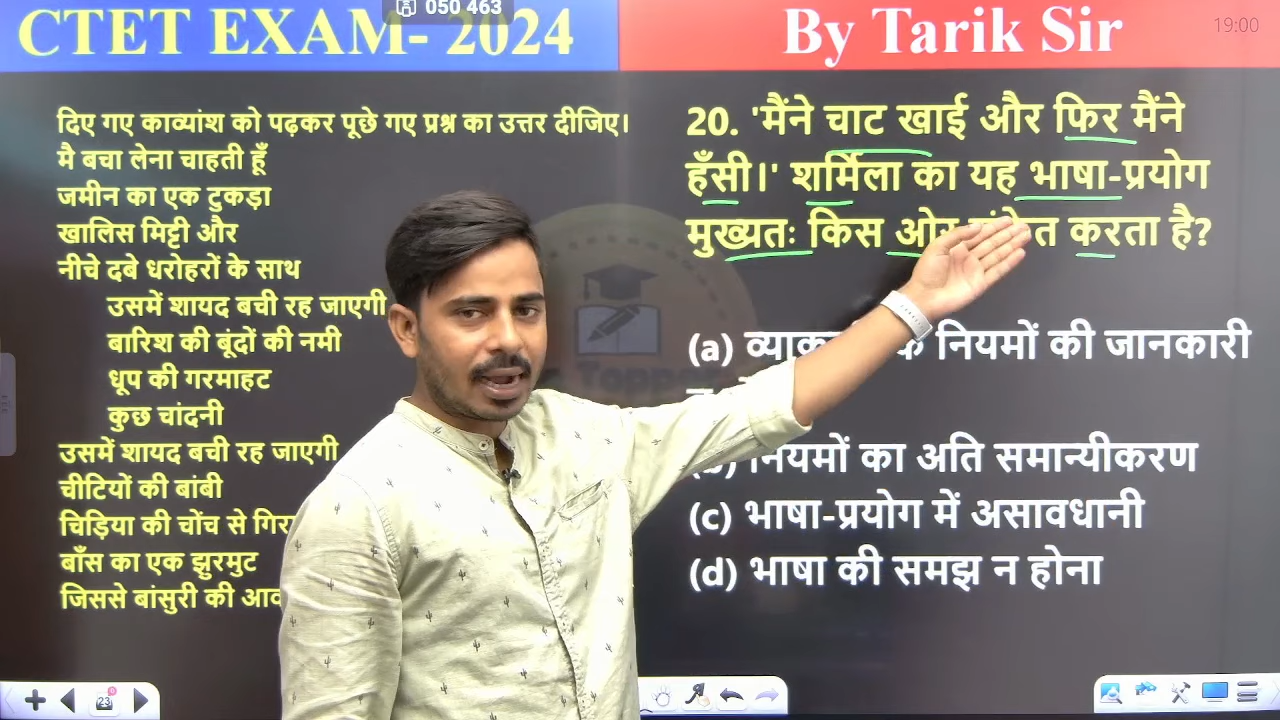 CTET EXAM- 2024
050 463
By Tarik Sir
19:00
दिए गए काव्यांश को पढ़कर पूछे गए प्रश्न का उत्तर दीजिए।
मै बचा लेना चाहती हूँ
जमीन का एक टुकड़ा
खालिस मिट्टी और
नीचे दबे धरोहरों के साथ
उसमें शायद बची रह जाएगी
बारिश की बूंदों की नमी
धूप की गरमाहट
कुछ चांदनी
उसमें शायद बची रह जाएगी
चीटियों की बांबी
चिड़िया की चोंच से
बाँस का एक झुरमुट
जिससे बांसुरी की
20. 'मैंने चाट खाई और फिर मैंने
हँसी।' शर्मिला का यह भाषा-प्रयोग
मुख्यतः किस ओर करता है?
(a) नियमों की जानकारी
(b) नियमों का अति समान्यीकरण
(c) भाषा-प्रयोग में असावधानी
(d) भाषा की समझ न होना
23